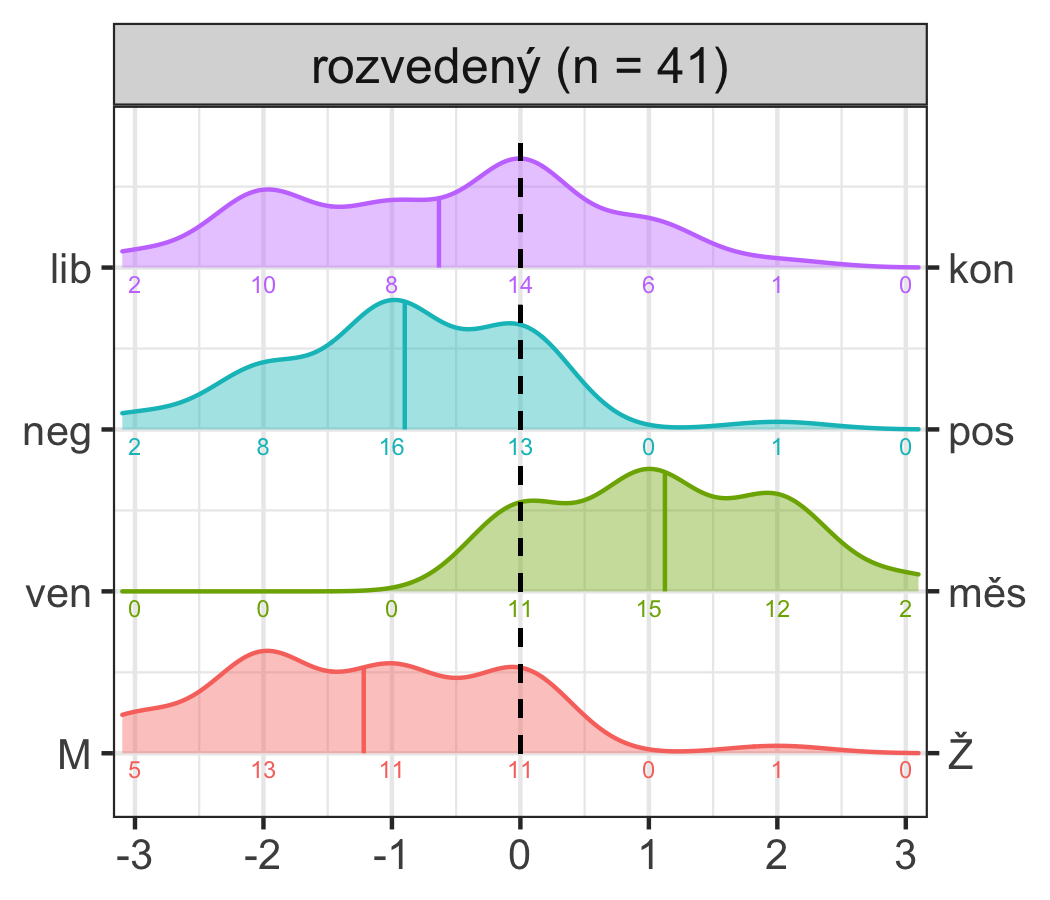 rozvedený (n = 41)
lib kon
2 10 8 14 6 1 0
neg pos
2 8 16 13 0 1 0
ven měs
0 0 0 11 15 12 2
M Ž
5 13 11 11 0 1 0
-3 -2 -1 0 1 2 3